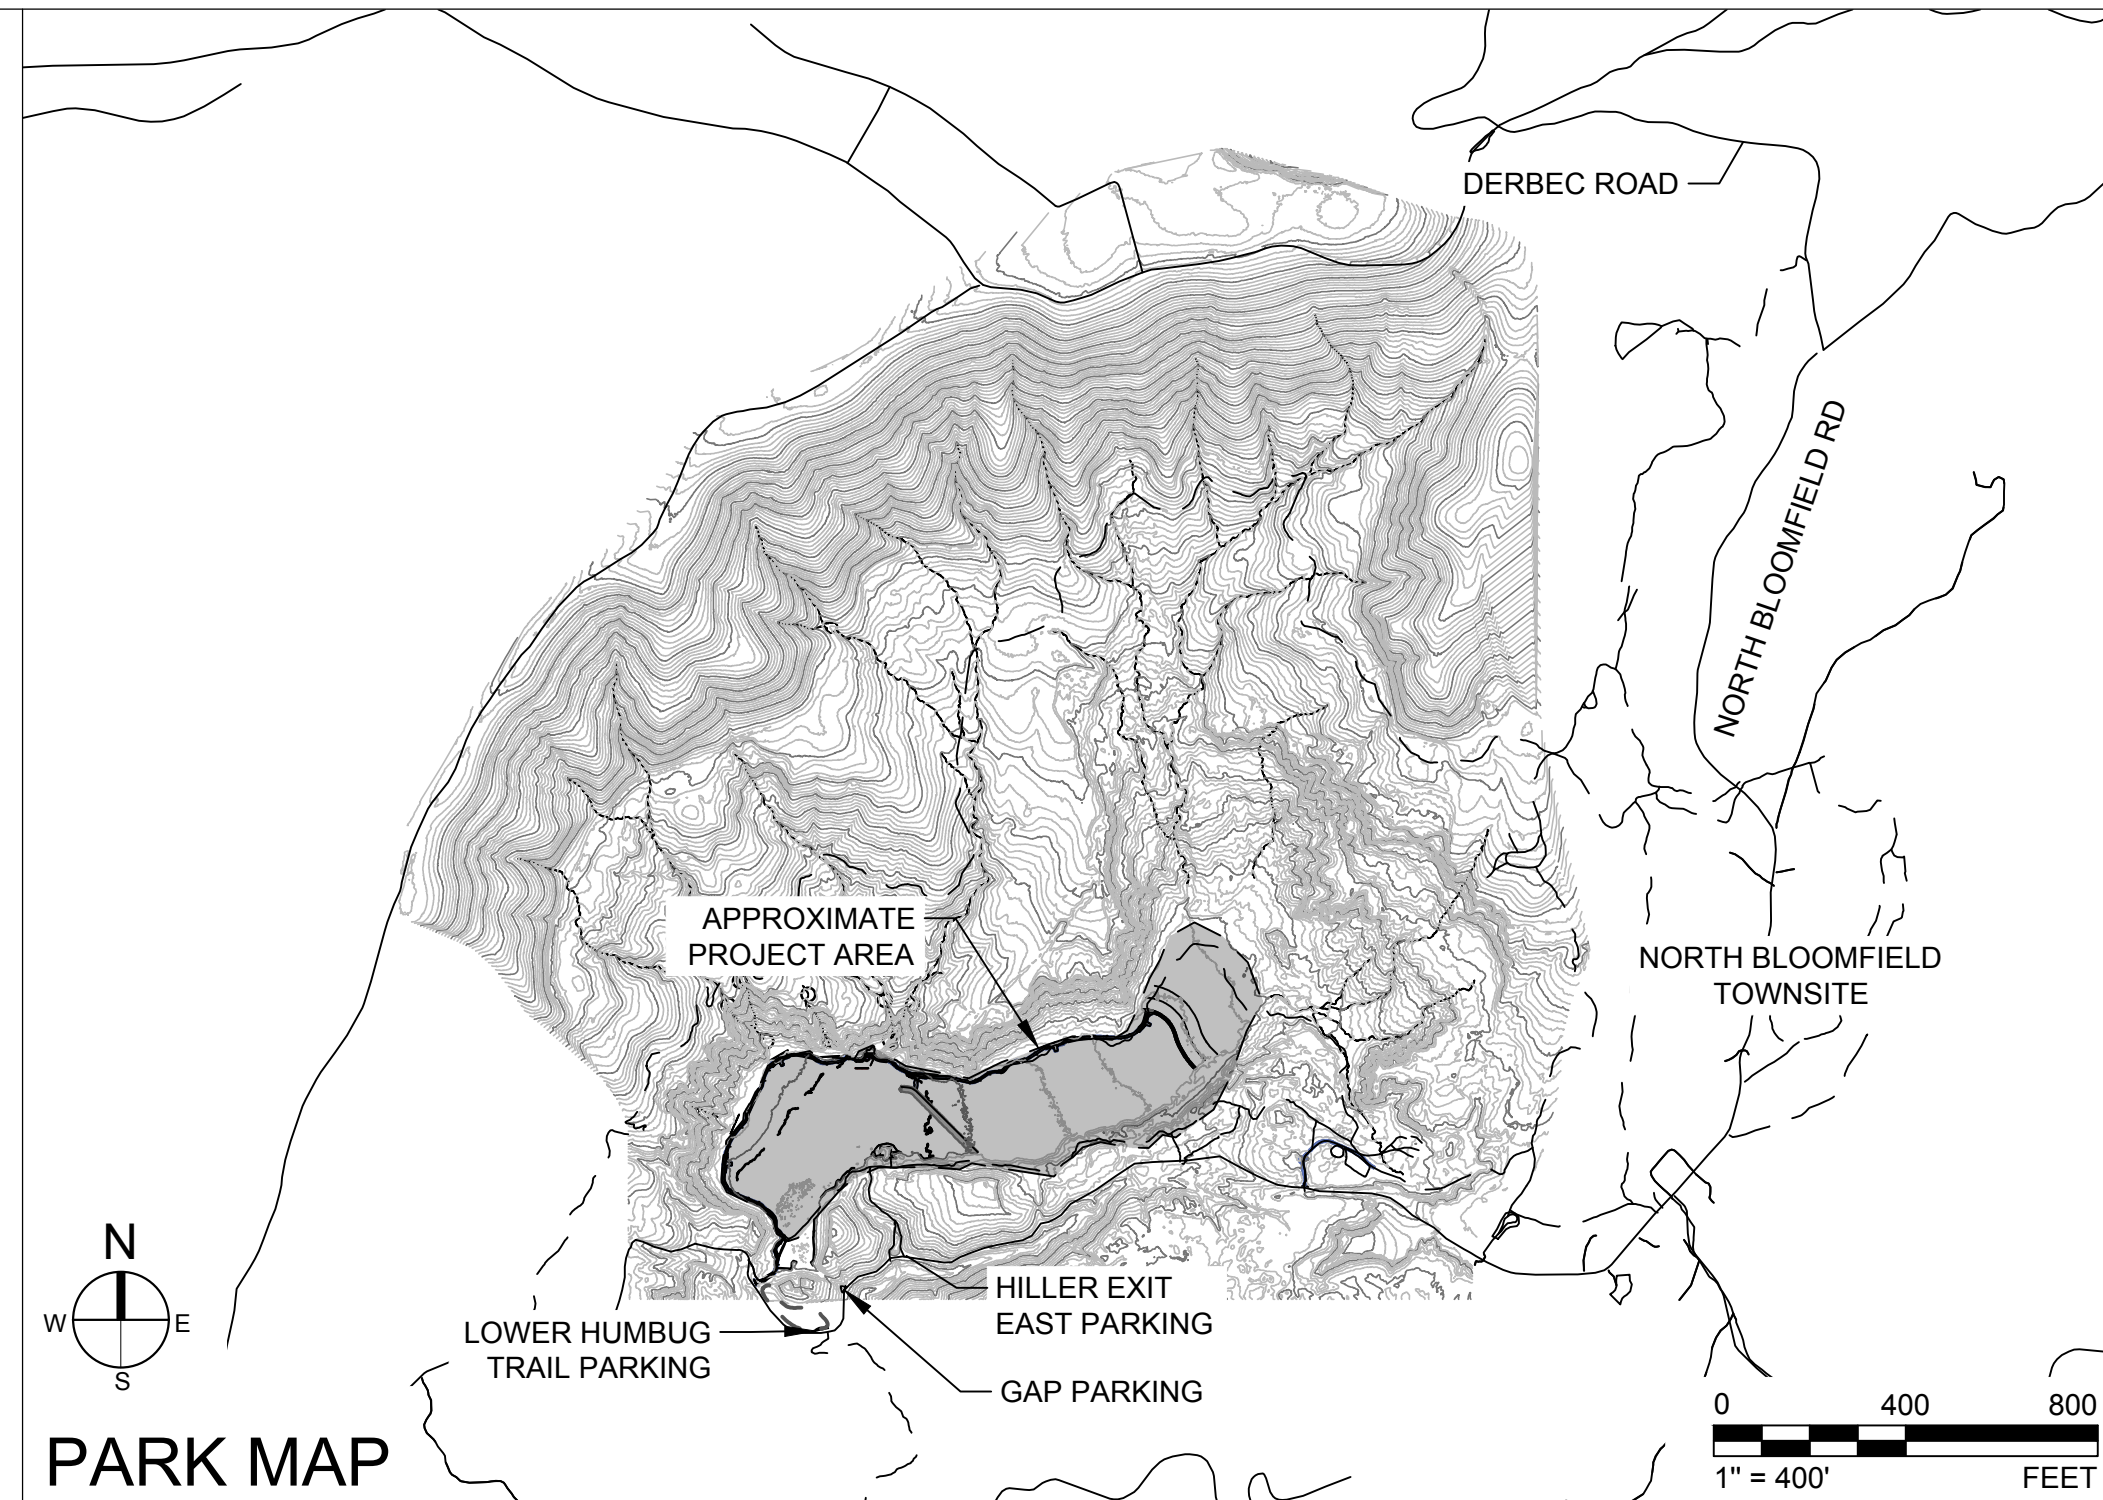 DERBEC ROAD
NORTH BLOOMFIELD RD
APPROXIMATE
PROJECT AREA
NORTH BLOOMFIELD
TOWNSITE
N
W E
S
HILLER EXIT
EAST PARKING
LOWER HUMBUG
TRAIL PARKING
GAP PARKING
PARK MAP
0 400 800
1" = 400' FEET